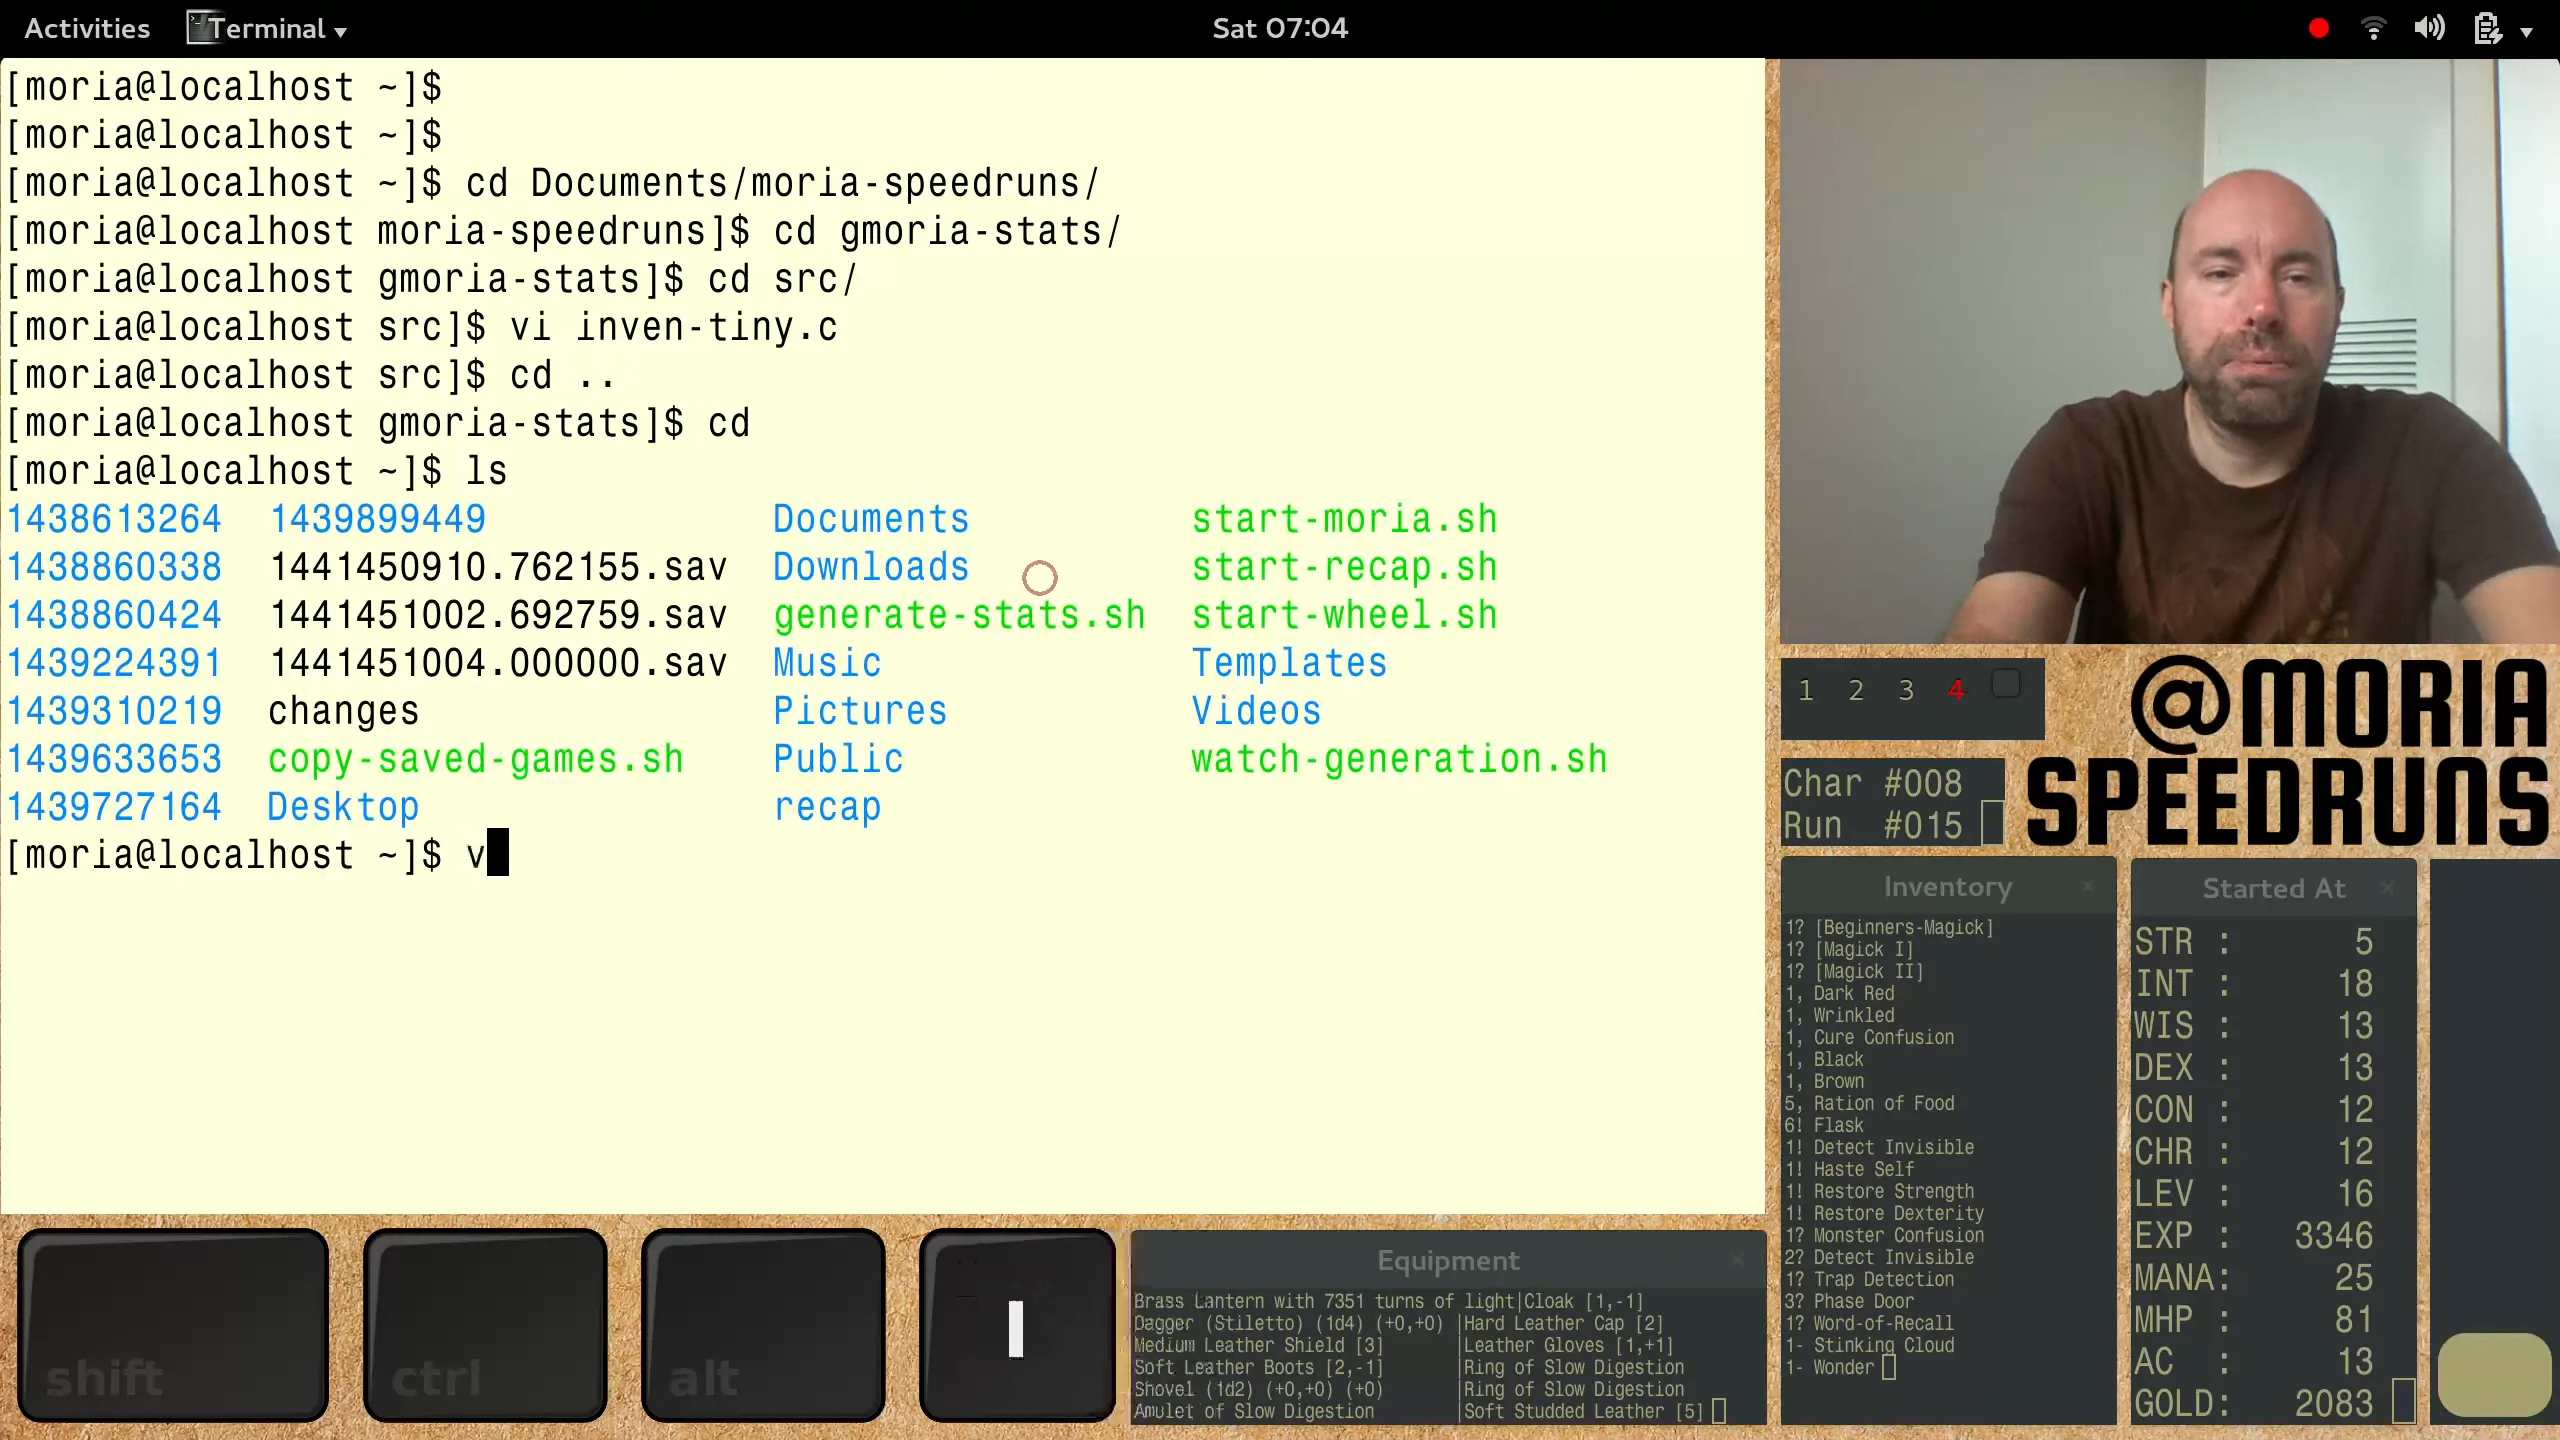 Activities Terminal Sat 07:04
[moria@localhost ~]$
[moria@localhost ~]$
[moria@localhost ~]$ cd Documents/moria-speedruns/
[moria@localhost moria-speedruns]$ cd gmoria-stats/
[moria@localhost gmoria-stats]$ cd src/
[moria@localhost src]$ vi inven-tiny.c
[moria@localhost src]$ cd ..
[moria@localhost gmoria-stats]$ cd
[moria@localhost ~]$ ls
1438613264 1439899449 Documents start-moria.sh
1438860338 1441450910.762155.sav Downloads start-recap.sh
1438860424 1441451002.692759.sav generate-stats.sh start-wheel.sh
1439224391 1441451004.000000.sav Music Templates
1439310219 changes Pictures Videos
1439633653 copy-saved-games.sh Public watch-generation.sh
1439727164 Desktop recap
[moria@localhost ~]$ v
1 2 3 4
@MORIA
SPEEDRUNS
Char #008
Run #015
Inventory
1? [Beginners-Magick]
1? [Magick I]
1? [Magick II]
1, Dark Red
1, Wrinkled
1, Cure Confusion
1, Black
1, Brown
5, Ration of Food
6! Flask
1! Detect Invisible
1! Haste Self
1! Restore Strength
1! Restore Dexterity
1? Monster Confusion
2? Detect Invisible
1? Trap Detection
3? Phase Door
1? Word-of-Recall
1- Stinking Cloud
1- Wonder
Started At
STR : 5
INT : 18
WIS : 13
DEX : 13
CON : 12
CHR : 12
LEV : 16
EXP : 3346
MANA: 25
MHP : 81
AC : 13
GOLD: 2083
shift ctrl alt
Equipment
Brass Lantern with 7351 turns of light|Cloak [1,-1]
Dagger (Stiletto) (1d4) (+0,+0) |Hard Leather Cap [2]
Medium Leather Shield [3] |Leather Gloves [1,+1]
Soft Leather Boots [2,-1] |Ring of Slow Digestion
Shovel (1d2) (+0,+0) (+0) |Ring of Slow Digestion
Amulet of Slow Digestion |Soft Studded Leather [5]